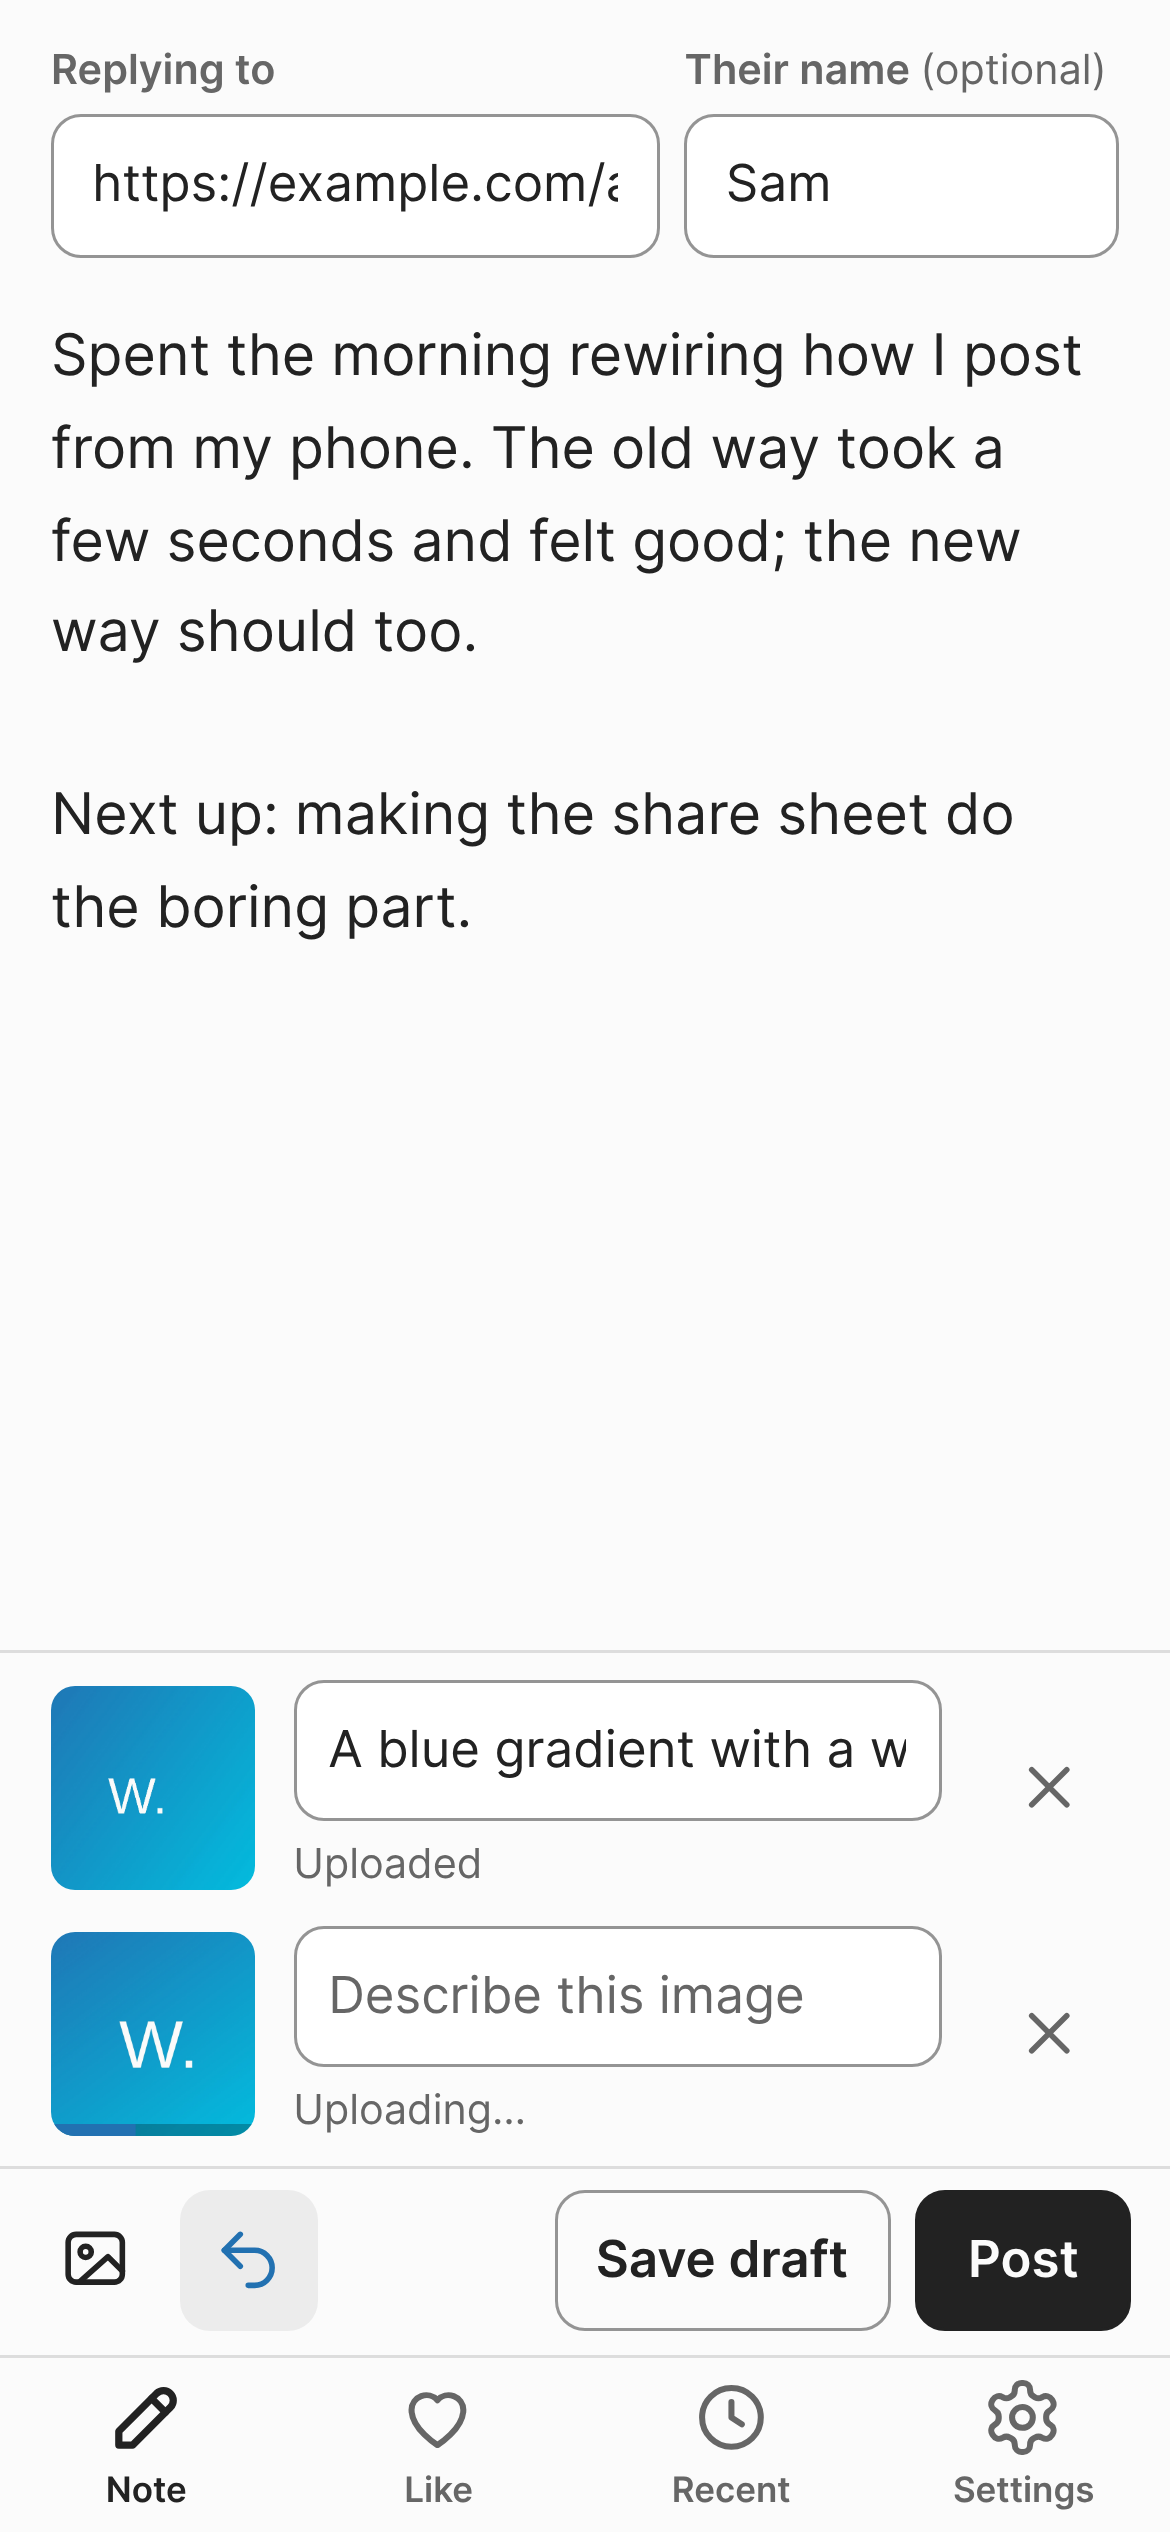 Replying to
Their name (optional)
https://example.com/a
Sam
Spent the morning rewiring how I post
from my phone. The old way took a
few seconds and felt good; the new
way should too.
Next up: making the share sheet do
the boring part.
W.
A blue gradient with a w
Uploaded
W.
Describe this image
Uploading...
Save draft
Post
Note
Like
Recent
Settings